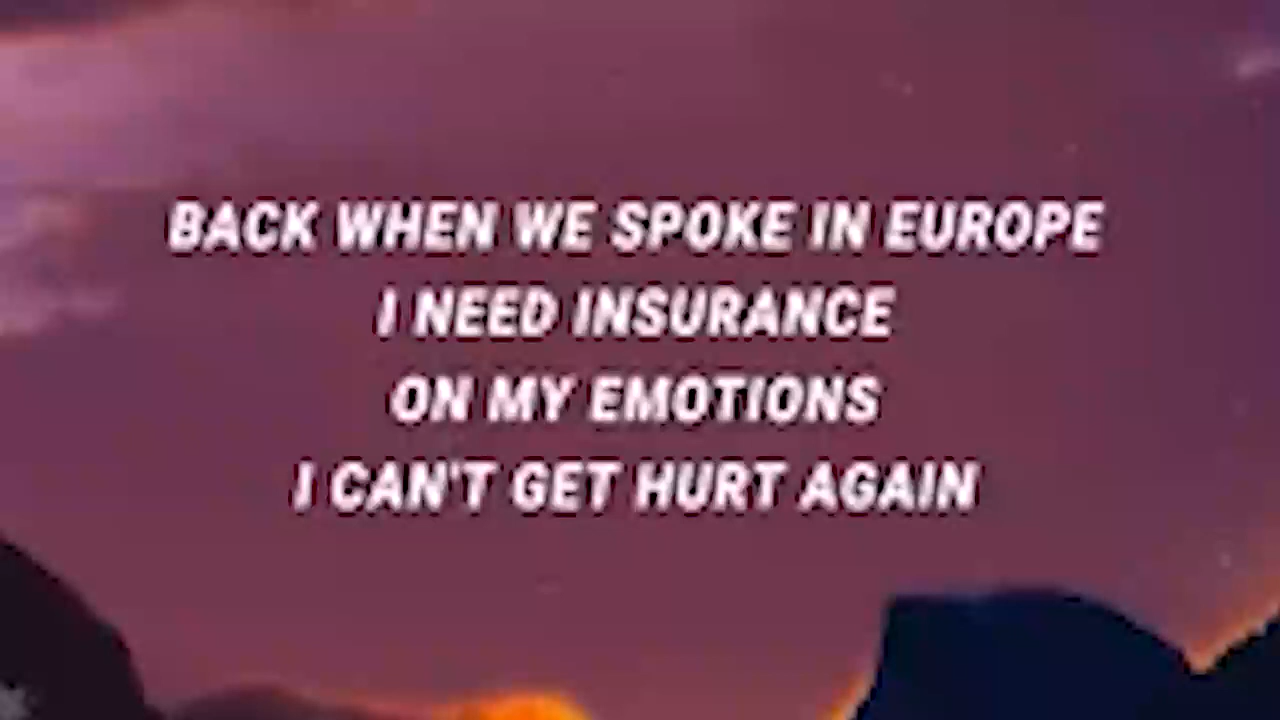 BACK WHEN WE SPOKE IN EUROPE
I NEED INSURANCE
ON MY EMOTIONS
I CAN'T GET HURT AGAIN